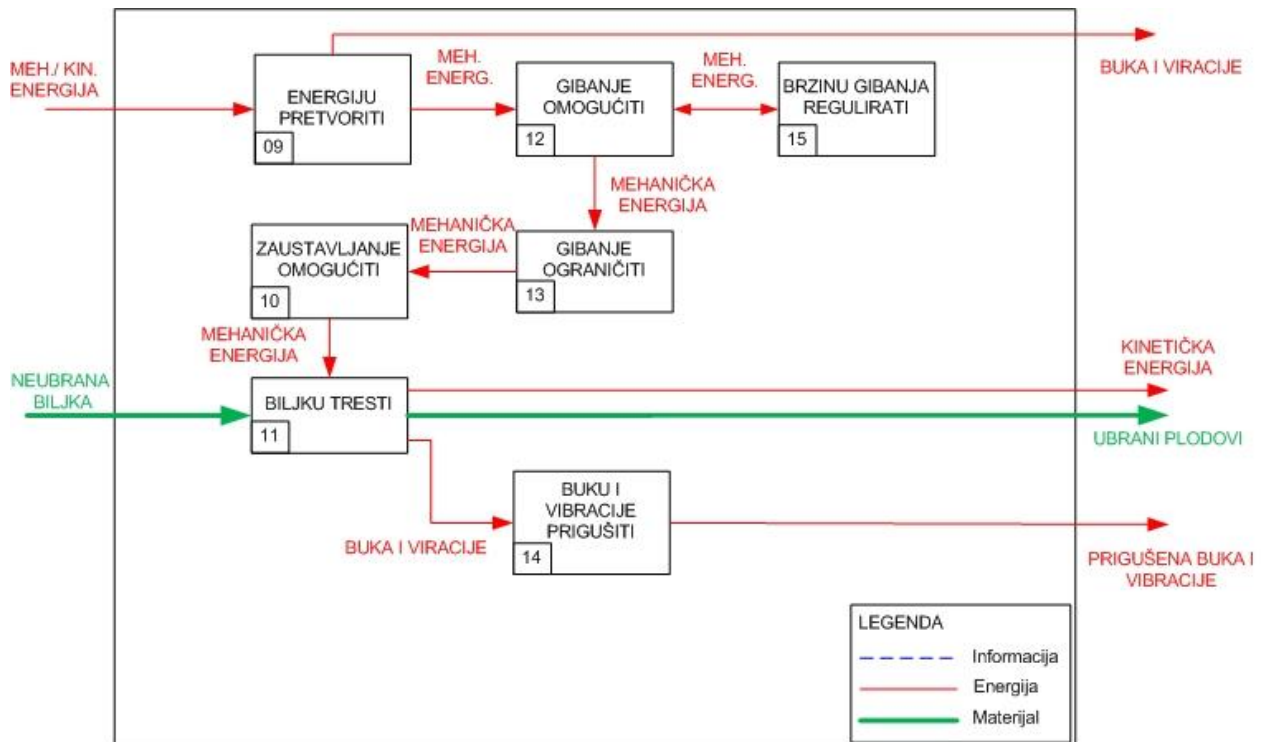 MEH./ KIN.
ENERGIJA
ENERGIJU
PRETVORITI
09
MEH.
ENERG.
GIBANJE
OMOGUĆITI
12
MEH.
ENERG.
BRZINU GIBANJA
REGULIRATI
15
BUKA I VIRACIJE
MEHANIČKA
ENERGIJA
ZAUSTAVLJANJE
OMOGUĆITI
10
MEHANIČKA
ENERGIJA
GIBANJE
OGRANIČITI
13
MEHANIČKA
ENERGIJA
NEUBRANA
BILJKA
BILJKU TRESTI
11
KINETIČKA
ENERGIJA
UBRANI PLODOVI
BUKA I VIRACIJE
BUKU I
VIBRACIJE
PRIGUŠITI
14
PRIGUŠENA BUKA I
VIBRACIJE
LEGENDA
Informacija
Energija
Materijal